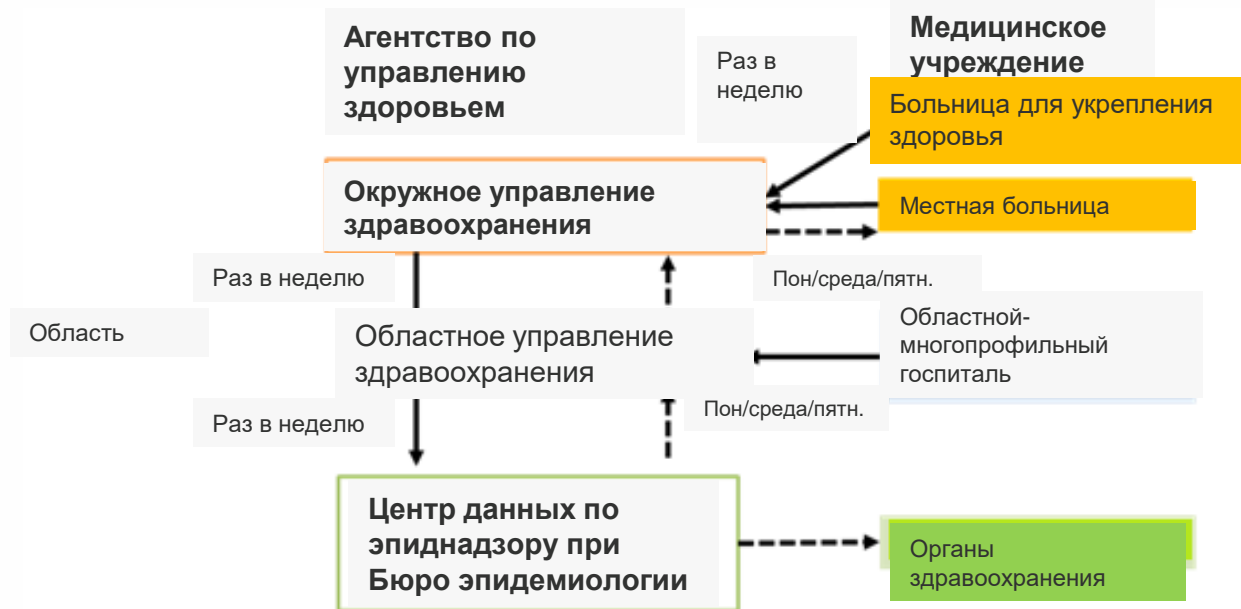 Агентство по
управлению
здоровьем
Раз в
неделю
Медицинское
учреждение
Больница для укрепления
здоровья
Окружное управление
здравоохранения
Местная больница
Раз в неделю
Пон/среда/пятн.
Область
Областное управление
здравоохранения
Областной-
многопрофильный
госпиталь
Раз в неделю
Пон/среда/пятн.
Центр данных по
эпиднадзору при
Бюро эпидемиологии
Органы
здравоохранения